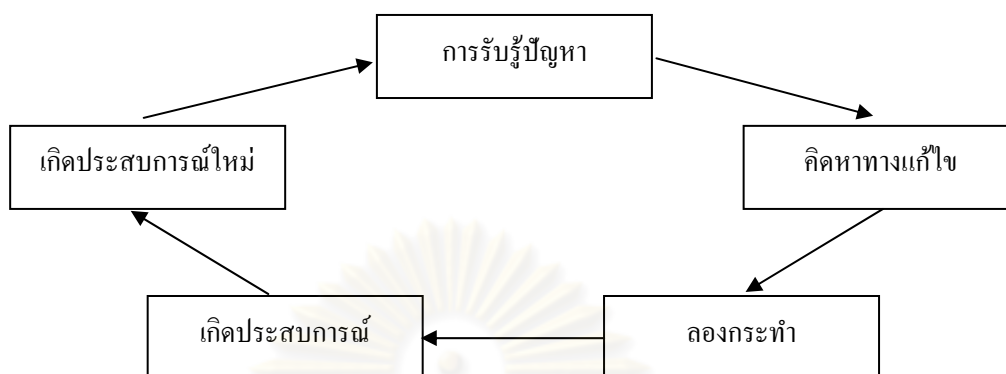 การรับรู้ปัญหา
เกิดประสบการณ์ใหม่
คิดหาทางแก้ไข
เกิดประสบการณ์
ลองกระทำ